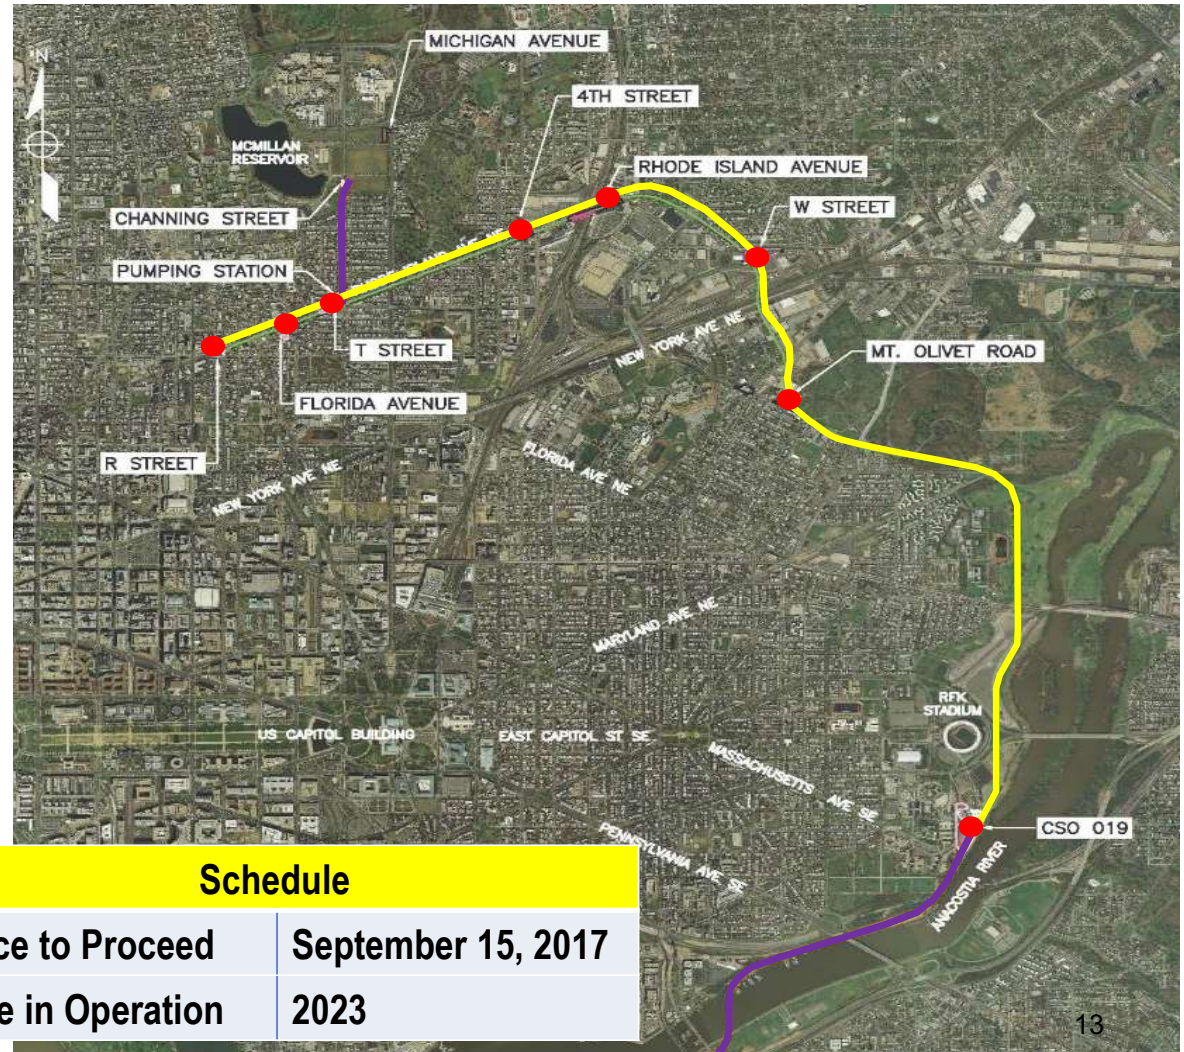 MICHIGAN AVENUE
N
4TH STREET
MCMILLAN
RESERVOIR
RHODE ISLAND AVENUE
W STREET
CHANNING STREET
AVE NE
PUMPING STATION
NEW YORK AVE NE
T STREET
MT. OLIVET ROAD
FLORIDA AVENUE
R STREET
FLORIDA AVE NE
NEW YORK AVE NE
MARYLAND AVE NE
RFK
STADIUM
US CAPITOL BUILDING
EAST CAPITOL ST SE
MASSACHUSETTS AVE SE
PENNSYLVANIA AVE SE
CSO 019
ANACOSTIA RIVER
Schedule
ce to Proceed September 15, 2017
e in Operation 2023
13